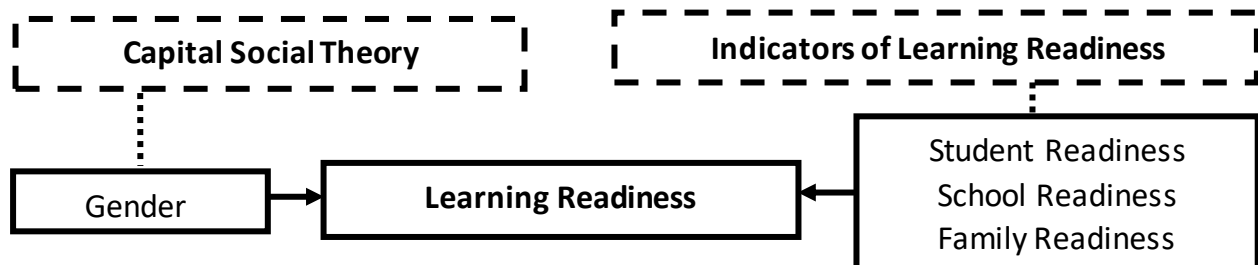 Capital Social Theory
Indicators of Learning Readiness
Gender
Learning Readiness
Student Readiness
School Readiness
Family Readiness